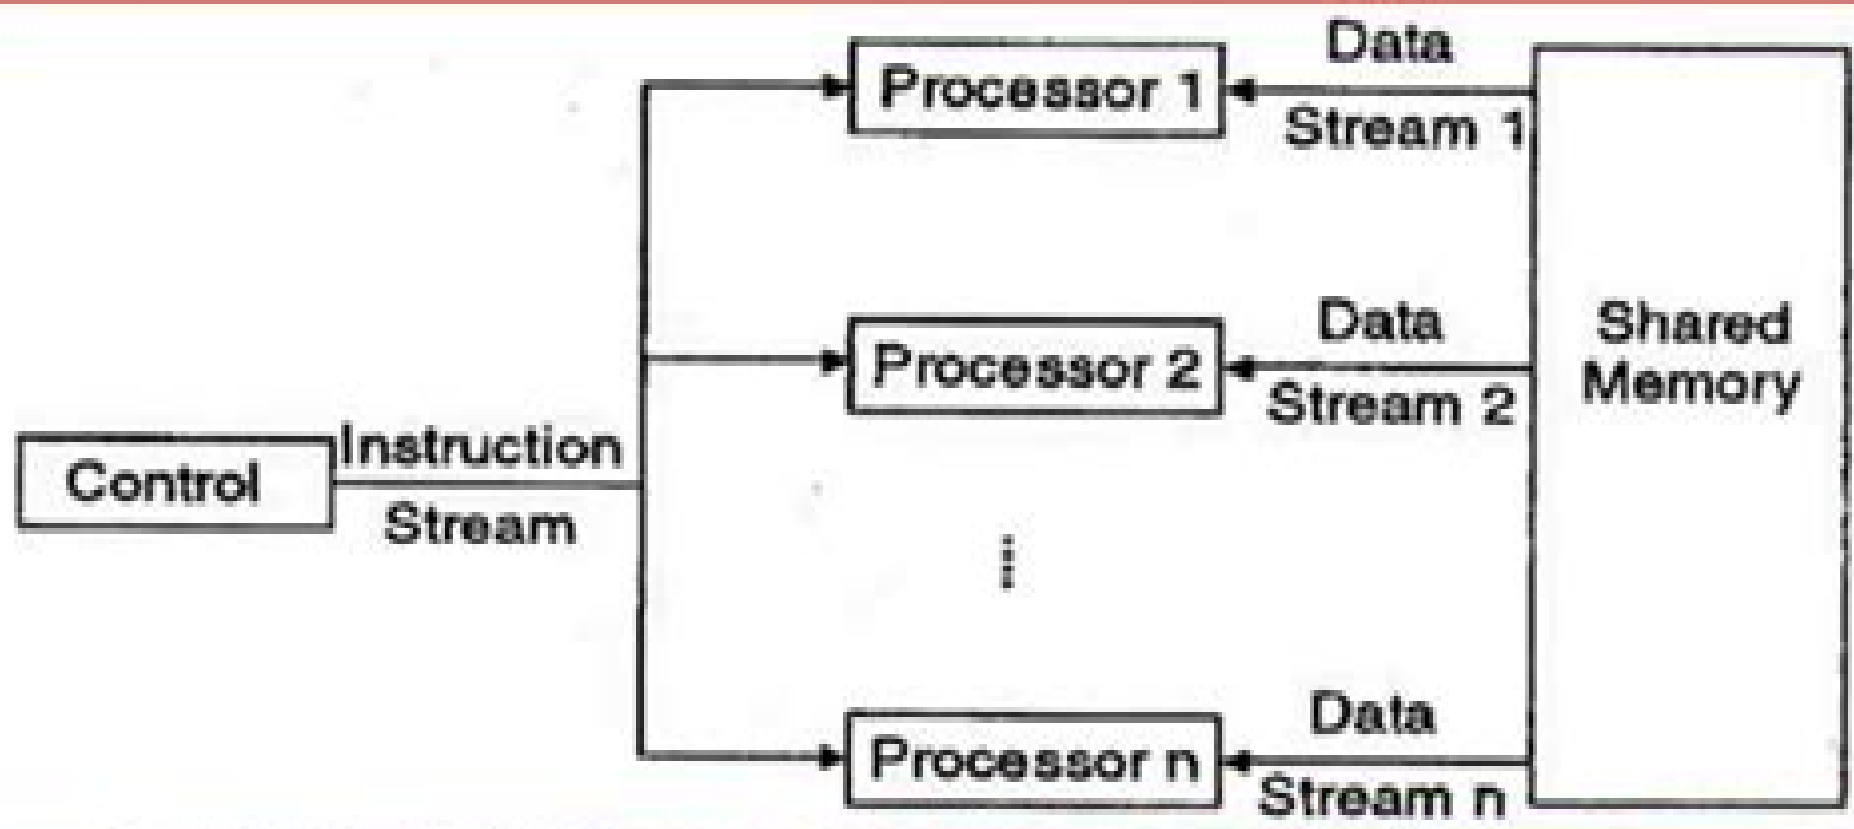 Processor 1
Data
Stream 1
Processor 2
Data
Stream 2
Shared
Memory
Control
Instruction
Stream
Processor n
Data
Stream n